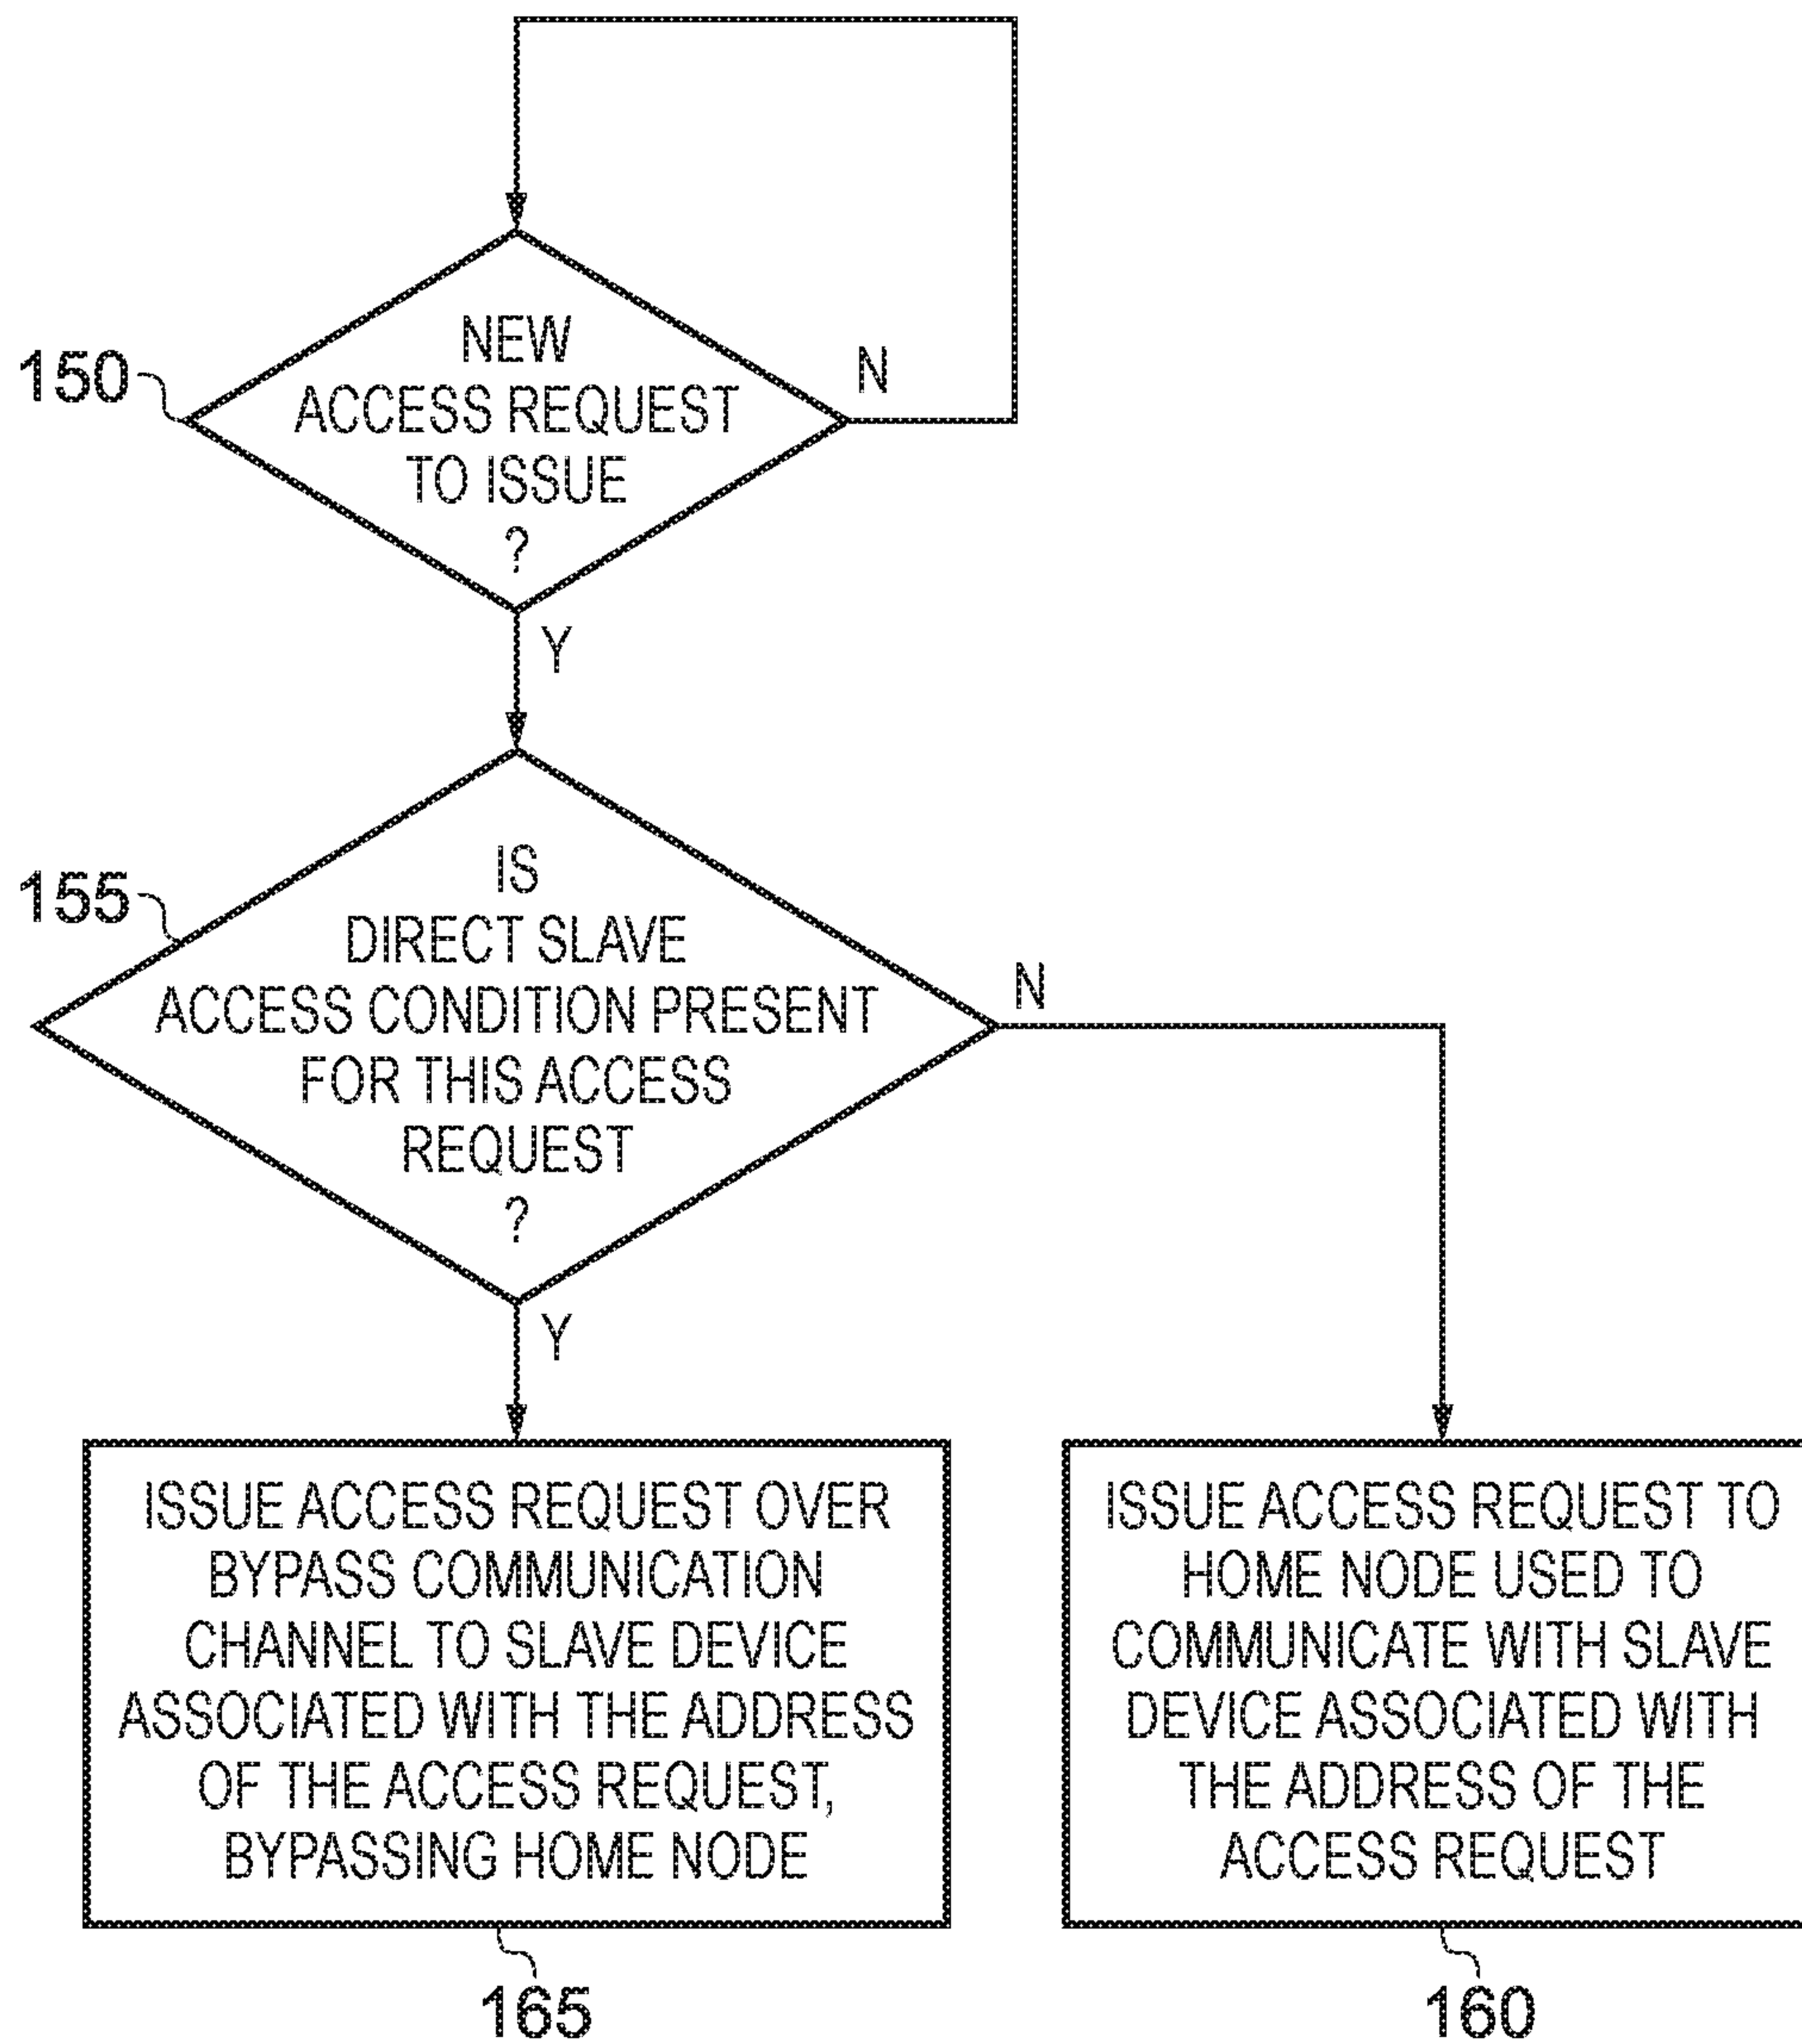 NEW
ACCESS REQUEST
TO ISSUE
?
150
N
Y
IS
DIRECT SLAVE
ACCESS CONDITION PRESENT
FOR THIS ACCESS
REQUEST
?
155
N
Y
ISSUE ACCESS REQUEST OVER
BYPASS COMMUNICATION
CHANNEL TO SLAVE DEVICE
ASSOCIATED WITH THE ADDRESS
OF THE ACCESS REQUEST,
BYPASSING HOME NODE
165
ISSUE ACCESS REQUEST TO
HOME NODE USED TO
COMMUNICATE WITH SLAVE
DEVICE ASSOCIATED WITH
THE ADDRESS OF THE
ACCESS REQUEST
160